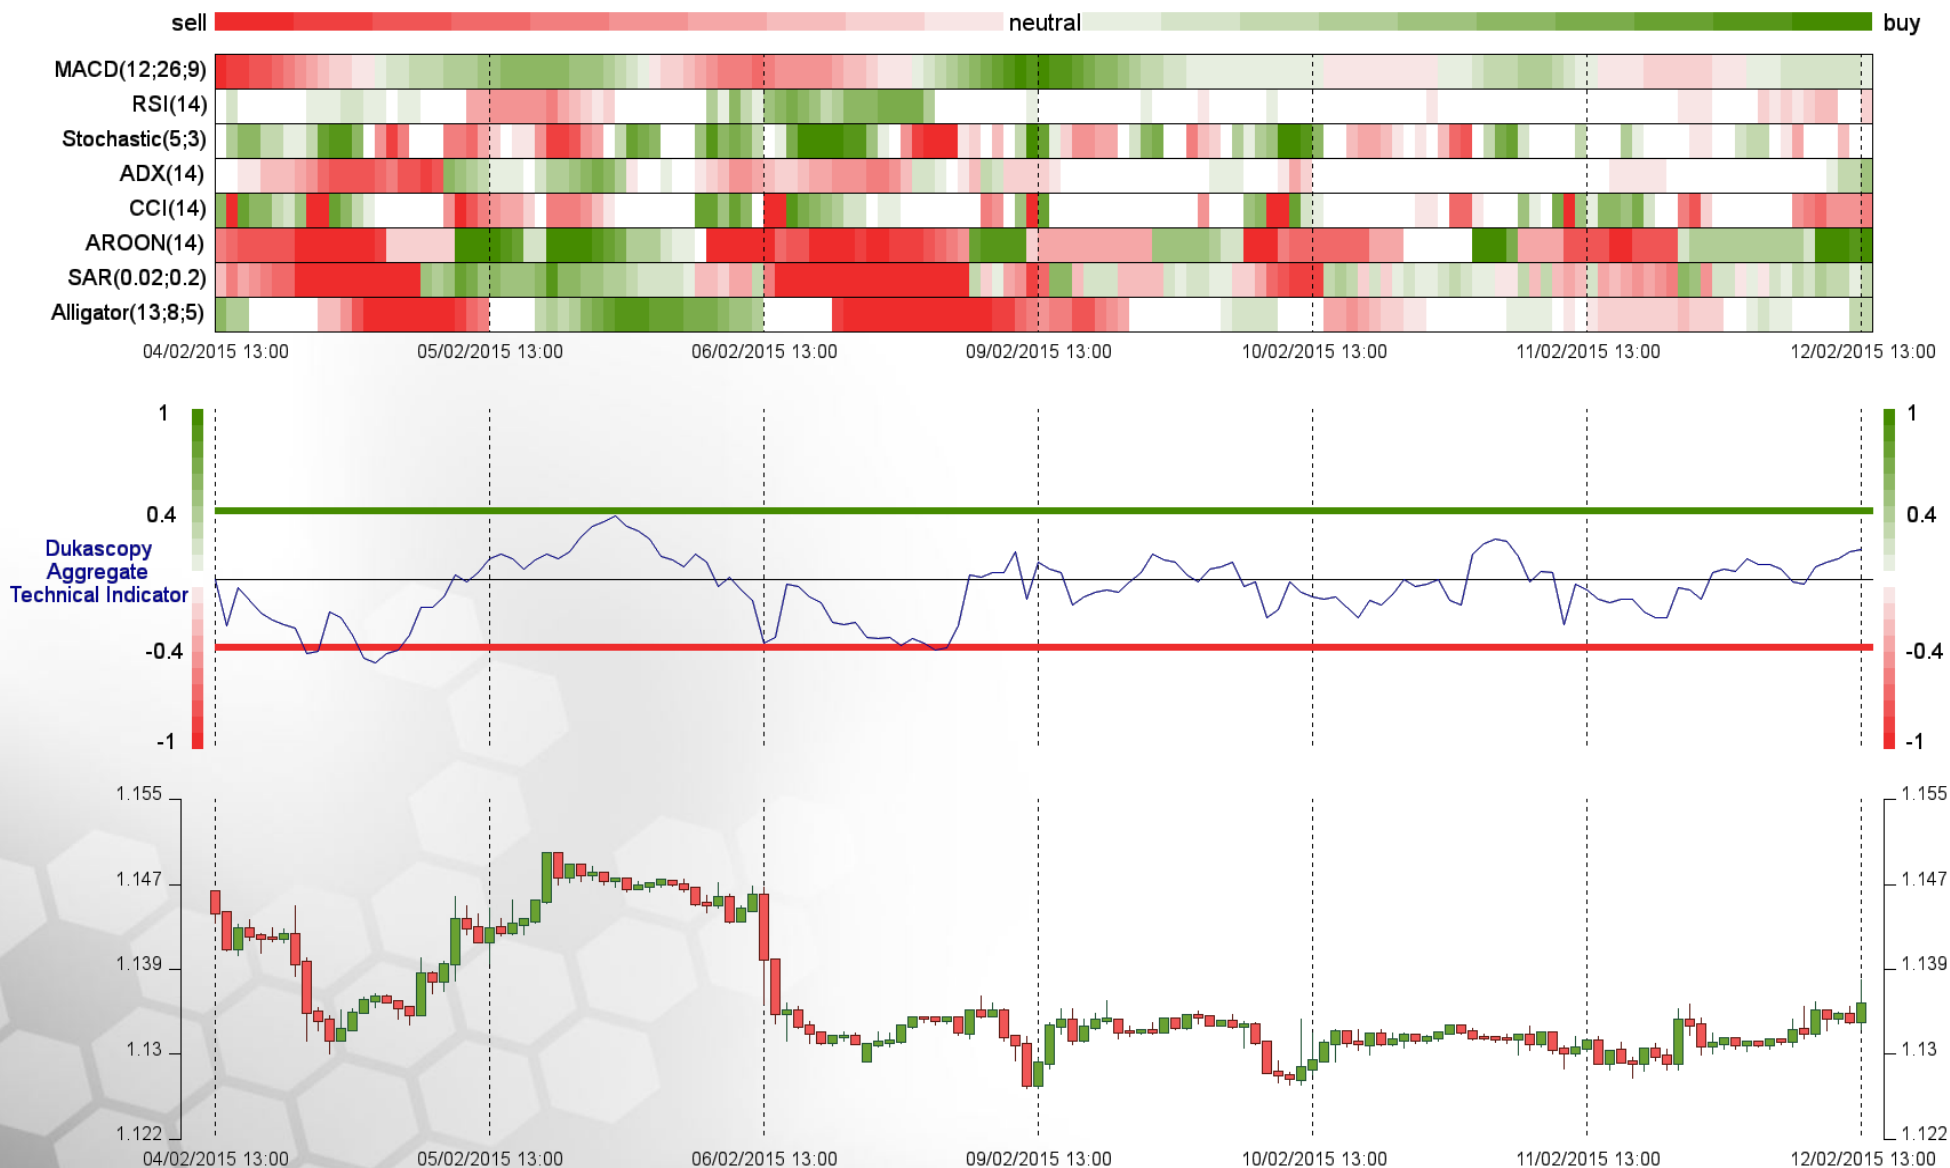 sell neutral buy
MACD(12;26;9)
RSI(14)
Stochastic(5;3)
ADX(14)
CCI(14)
AROON(14)
SAR(0.02;0.2)
Alligator(13;8;5)
04/02/2015 13:00 05/02/2015 13:00 06/02/2015 13:00 09/02/2015 13:00 10/02/2015 13:00 11/02/2015 13:00 12/02/2015 13:00
1 1
0.4 0.4
Dukascopy
Aggregate
Technical Indicator
-0.4 -0.4
-1 -1
1.155 1.155
1.147 1.147
1.139 1.139
1.13 1.13
1.122 1.122
04/02/2015 13:00 05/02/2015 13:00 06/02/2015 13:00 09/02/2015 13:00 10/02/2015 13:00 11/02/2015 13:00 12/02/2015 13:00